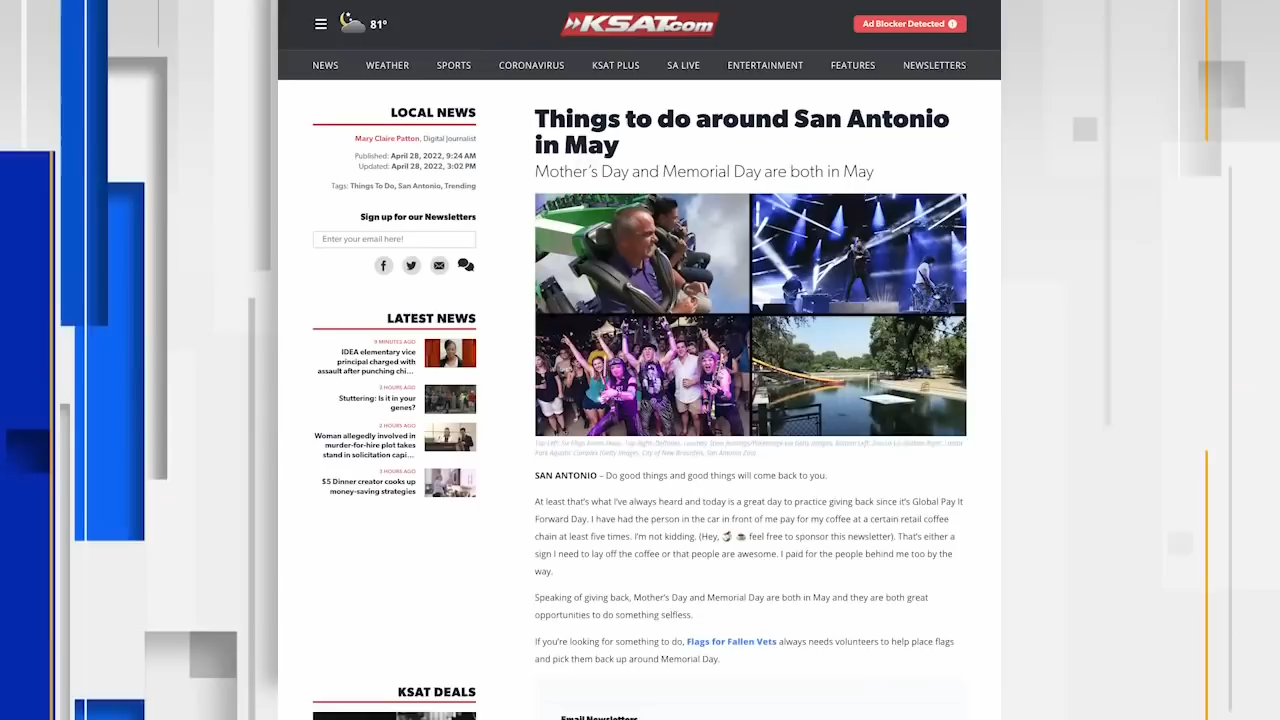 81°
KSAT.com
Ad Blocker Detected
NEWS
WEATHER
SPORTS
CORONAVIRUS
KSAT PLUS
SA LIVE
ENTERTAINMENT
FEATURES
NEWSLETTERS
LOCAL NEWS
Mary Claire Patton, Digital Journalist
Published: April 28, 2022, 9:24 AM
Updated: April 28, 2022, 3:02 PM
Tags: Things To Do, San Antonio, Trending
Sign up for our Newsletters
Enter your email here!
LATEST NEWS
9 MINUTES AGO
IDEA elementary vice
principal charged with
assault after punching chi...
2 HOURS AGO
Stuttering: Is it in your
genes?
2 HOURS AGO
Woman allegedly involved in
murder-for-hire plot takes
stand in solicitation capi...
3 HOURS AGO
$5 Dinner creator cooks up
money-saving strategies
KSAT DEALS
Things to do around San Antonio
in May
Mother's Day and Memorial Day are both in May
SAN ANTONIO – Do good things and good things will come back to you.
At least that's what I've always heard and today is a great day to practice giving back since it's Global Pay It
Forward Day. I have had the person in the car in front of me pay for my coffee at a certain retail coffee
chain at least five times. I'm not kidding. (Hey, feel free to sponsor this newsletter). That's either a
sign I need to lay off the coffee or that people are awesome. I paid for the people behind me too by the
way.
Speaking of giving back, Mother's Day and Memorial Day are both in May and they are both great
opportunities to do something selfless.
If you're looking for something to do, Flags for Fallen Vets always needs volunteers to help place flags
and pick them back up around Memorial Day.
Email Newsletters